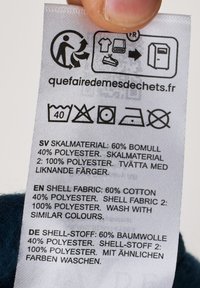 FR
quefairedemesdechets.fr
40
SV SKALMATERIAL: 60% BOMULL
40% POLYESTER. SKALMATERIAL
2: 100% POLYESTER. TVÄTTA MED
LIKNANDE FÄRGER.
EN SHELL FABRIC: 60% COTTON
40% POLYESTER. SHELL FABRIC 2:
100% POLYESTER. WASH WITH
SIMILAR COLOURS.
DE SHELL-STOFF: 60% BAUMWOLLE
40% POLYESTER. SHELL-STOFF 2:
100% POLYESTER. MIT ÄHNLICHEN
FARBEN WASCHEN.